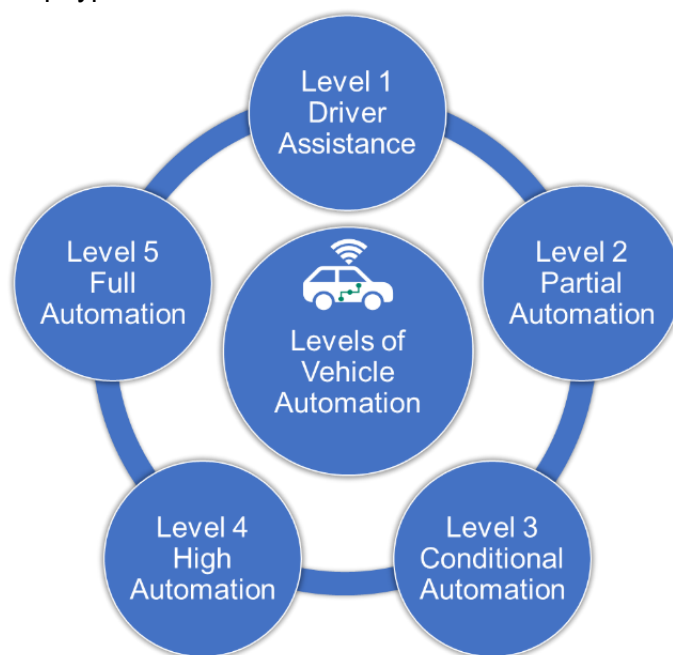 Level 1
Driver
Assistance
Level 2
Partial
Automation
Level 3
Conditional
Automation
Level 4
High
Automation
Level 5
Full
Automation
Levels of
Vehicle
Automation